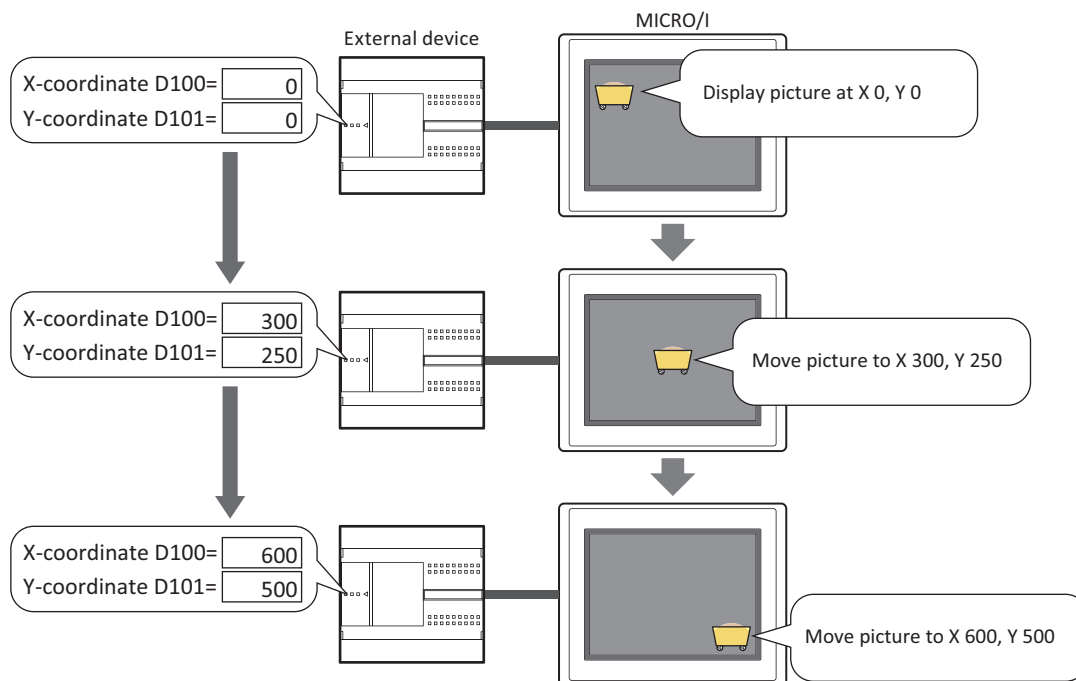 MICRO/I
External device
X-coordinate D100= 0
Y-coordinate D101= 0
Display picture at X 0, Y 0
X-coordinate D100= 300
Y-coordinate D101= 250
Move picture to X 300, Y 250
X-coordinate D100= 600
Y-coordinate D101= 500
Move picture to X 600, Y 500